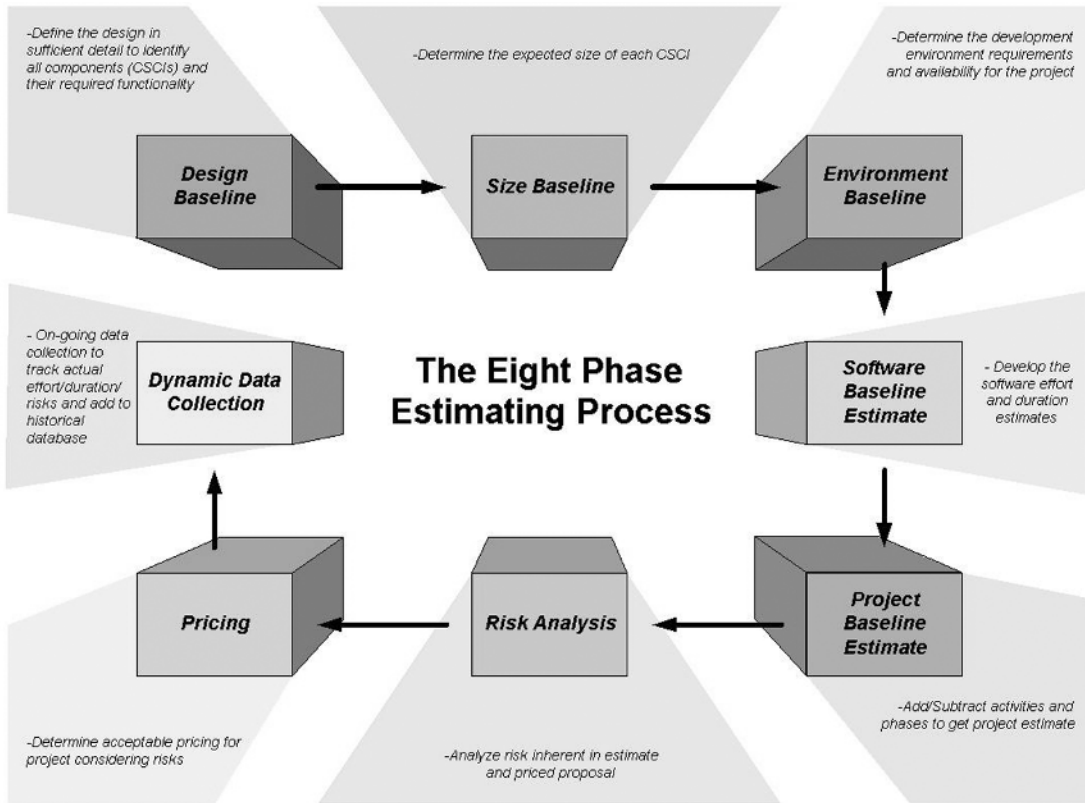 -Define the design in
sufficient detail to identify
all components (CSCIs) and
their required functionality
-Determine the expected size of each CSCI
-Determine the development
environment requirements
and availability for the project
Design
Baseline
Size Baseline
Environment
Baseline
- On-going data
collection to
track actual
effort/duration/
risks and add to
historical
database
Dynamic Data
Collection
The Eight Phase
Estimating Process
Software
Baseline
Estimate
- Develop the
software effort
and duration
estimates
Pricing
Risk Analysis
Project
Baseline
Estimate
-Determine acceptable pricing for
project considering risks
-Analyze risk inherent in estimate
and priced proposal
-Add/Subtract activities and
phases to get project estimate